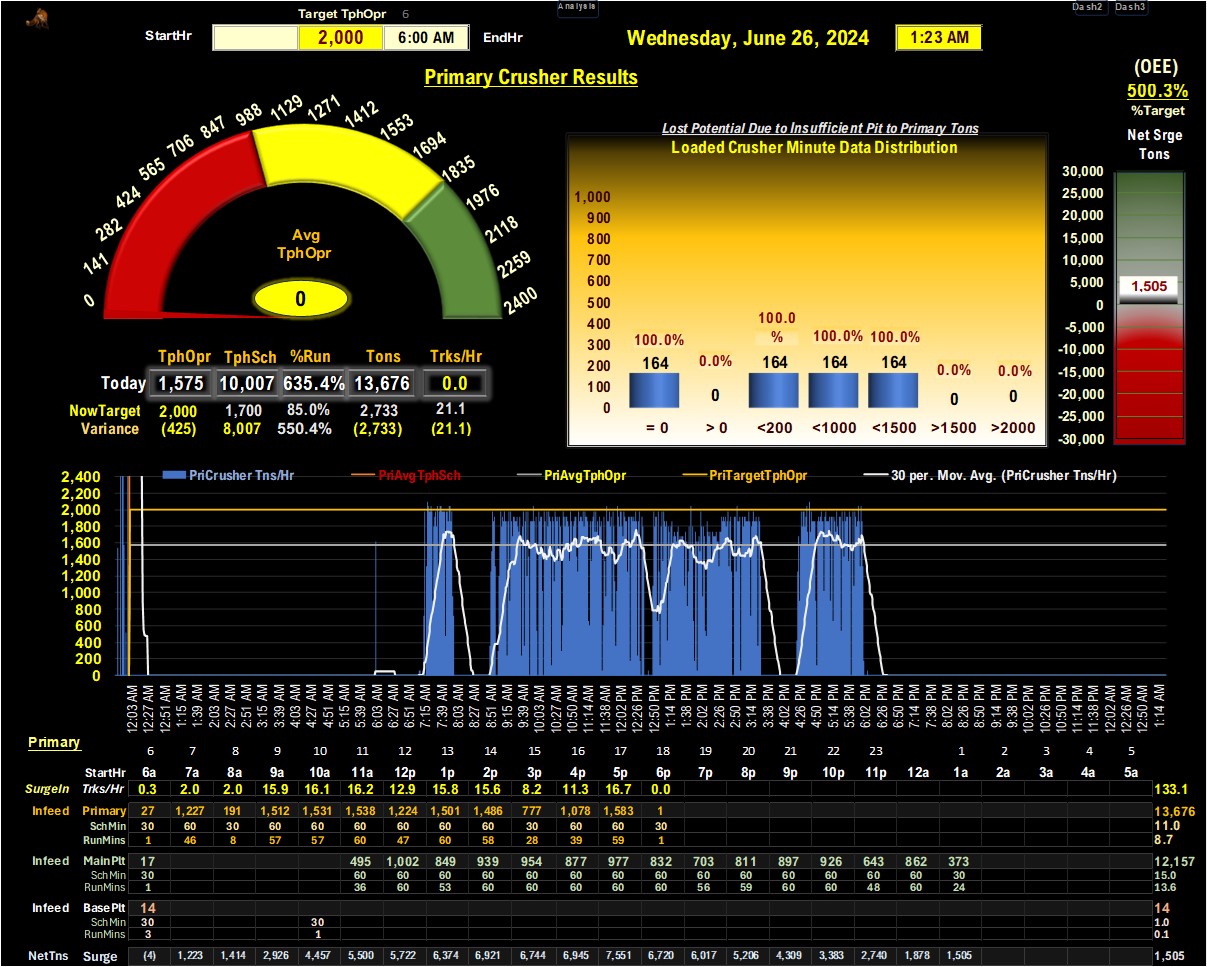 Target TphOpr 6
Analysis
Dash2 Dash3
StartHr 2,000 6:00 AM EndHr
Wednesday, June 26, 2024 1:23 AM
Primary Crusher Results
(OEE)
500.3%
%Target
Net Srge
Tons
0 141 282 424 565 706 847 988 1129 1271 1412 1553 1694 1835 1976 2118 2259 2400
Avg
TphOpr
0
Lost Potential Due to Insufficient Pit to Primary Tons
Loaded Crusher Minute Data Distribution
1,000
900
800
700
600
500
400
300
200
100
0
100.0% 0.0% 100.0 % 100.0% 100.0% 0.0% 0.0%
164 0 164 164 164 0 0
= 0 > 0 <200 <1000 <1500 >1500 >2000
30,000
25,000
20,000
15,000
10,000
5,000
0
-5,000
-10,000
-15,000
-20,000
-25,000
-30,000
1,505
TphOpr TphSch %Run Tons Trks/Hr
Today 1,575 10,007 635.4% 13,676 0.0
NowTarget 2,000 1,700 85.0% 2,733 21.1
Variance (425) 8,007 550.4% (2,733) (21.1)
PriCrusher Tns/Hr PriAvgTphSch PriAvgTphOpr PriTargetTphOpr 30 per. Mov. Avg. (PriCrusher Tns/Hr)
2,400
2,200
2,000
1,800
1,600
1,400
1,200
1,000
800
600
400
200
0
12:03 AM 12:27 AM 12:51 AM 1:15 AM 1:39 AM 2:03 AM 2:27 AM 2:51 AM 3:15 AM 3:39 AM 4:03 AM 4:27 AM 4:51 AM 5:15 AM 5:39 AM 6:03 AM 6:27 AM 6:51 AM 7:15 AM 7:39 AM 8:03 AM 8:27 AM 8:51 AM 9:15 AM 9:39 AM 10:03 AM 10:27 AM 10:50 AM 11:14 AM 11:38 AM 12:02 PM 12:26 PM 12:50 PM 1:14 PM 1:38 PM 2:02 PM 2:26 PM 2:50 PM 3:14 PM 3:38 PM 4:02 PM 4:26 PM 4:50 PM 5:14 PM 5:38 PM 6:02 PM 6:26 PM 6:50 PM 7:14 PM 7:38 PM 8:02 PM 8:26 PM 8:50 PM 9:14 PM 9:38 PM 10:02 PM 10:26 PM 10:50 PM 11:14 PM 11:38 PM 12:02 AM 12:26 AM 12:50 AM 1:14 AM
Primary 6 7 8 9 10 11 12 13 14 15 16 17 18 19 20 21 22 23 1 2 3 4 5
StartHr 6a 7a 8a 9a 10a 11a 12p 1p 2p 3p 4p 5p 6p 7p 8p 9p 10p 11p 12a 1a 2a 3a 4a 5a
SurgeIn Trks/Hr 0.3 2.0 2.0 15.9 16.1 16.2 12.9 15.8 15.6 8.2 11.3 16.7 0.0 133.1
Infeed Primary 27 1,227 191 1,512 1,531 1,538 1,224 1,501 1,486 777 1,078 1,583 1 13,676
SchMin 30 60 30 60 60 60 60 60 60 30 60 60 30 11.0
RunMins 1 46 8 57 57 60 47 60 58 28 39 59 1 8.7
Infeed MainPlt 17 495 1,002 849 939 954 877 977 832 703 811 897 926 643 862 373 12,157
SchMin 30 60 60 60 60 60 60 60 60 60 60 60 60 60 60 30 15.0
RunMins 1 36 60 53 60 60 60 60 60 56 59 60 60 48 60 24 13.6
Infeed BasePlt 14 14
SchMin 30 30 1.0
RunMins 3 1 0.1
NetTns Surge (4) 1,223 1,414 2,926 4,457 5,500 5,722 6,374 6,921 6,744 6,945 7,551 6,720 6,017 5,206 4,309 3,383 2,740 1,878 1,505 1,505